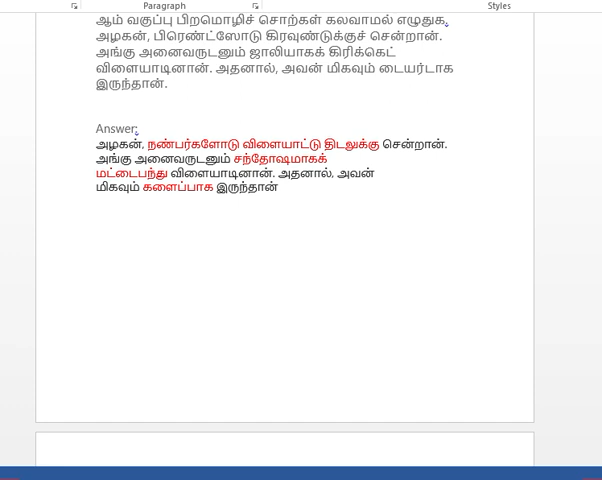 Paragraph
Styles
ஆம் வகுப்பு பிறமொழிச் சொற்கள் கலவாமல் எழுதுக.
அழகன், பிரெண்ட்ஸோடு கிரவுண்டுக்குச் சென்றான்.
அங்கு அனைவருடனும் ஜாலியாகக் கிரிக்கெட்
விளையாடினான். அதனால், அவன் மிகவும் டையர்டாக
இருந்தான்.
Answer:
அழகன், நண்பர்களோடு விளையாட்டு திடலுக்கு சென்றான்.
அங்கு அனைவருடனும் சந்தோஷமாகக்
மட்டைபந்து விளையாடினான். அதனால், அவன்
மிகவும் களைப்பாக இருந்தான்